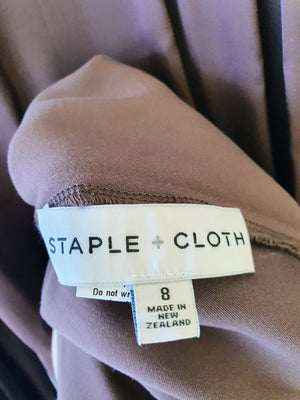 STAPLE + CLOTH
Do not
8
MADE IN
NEW
ZEALAND